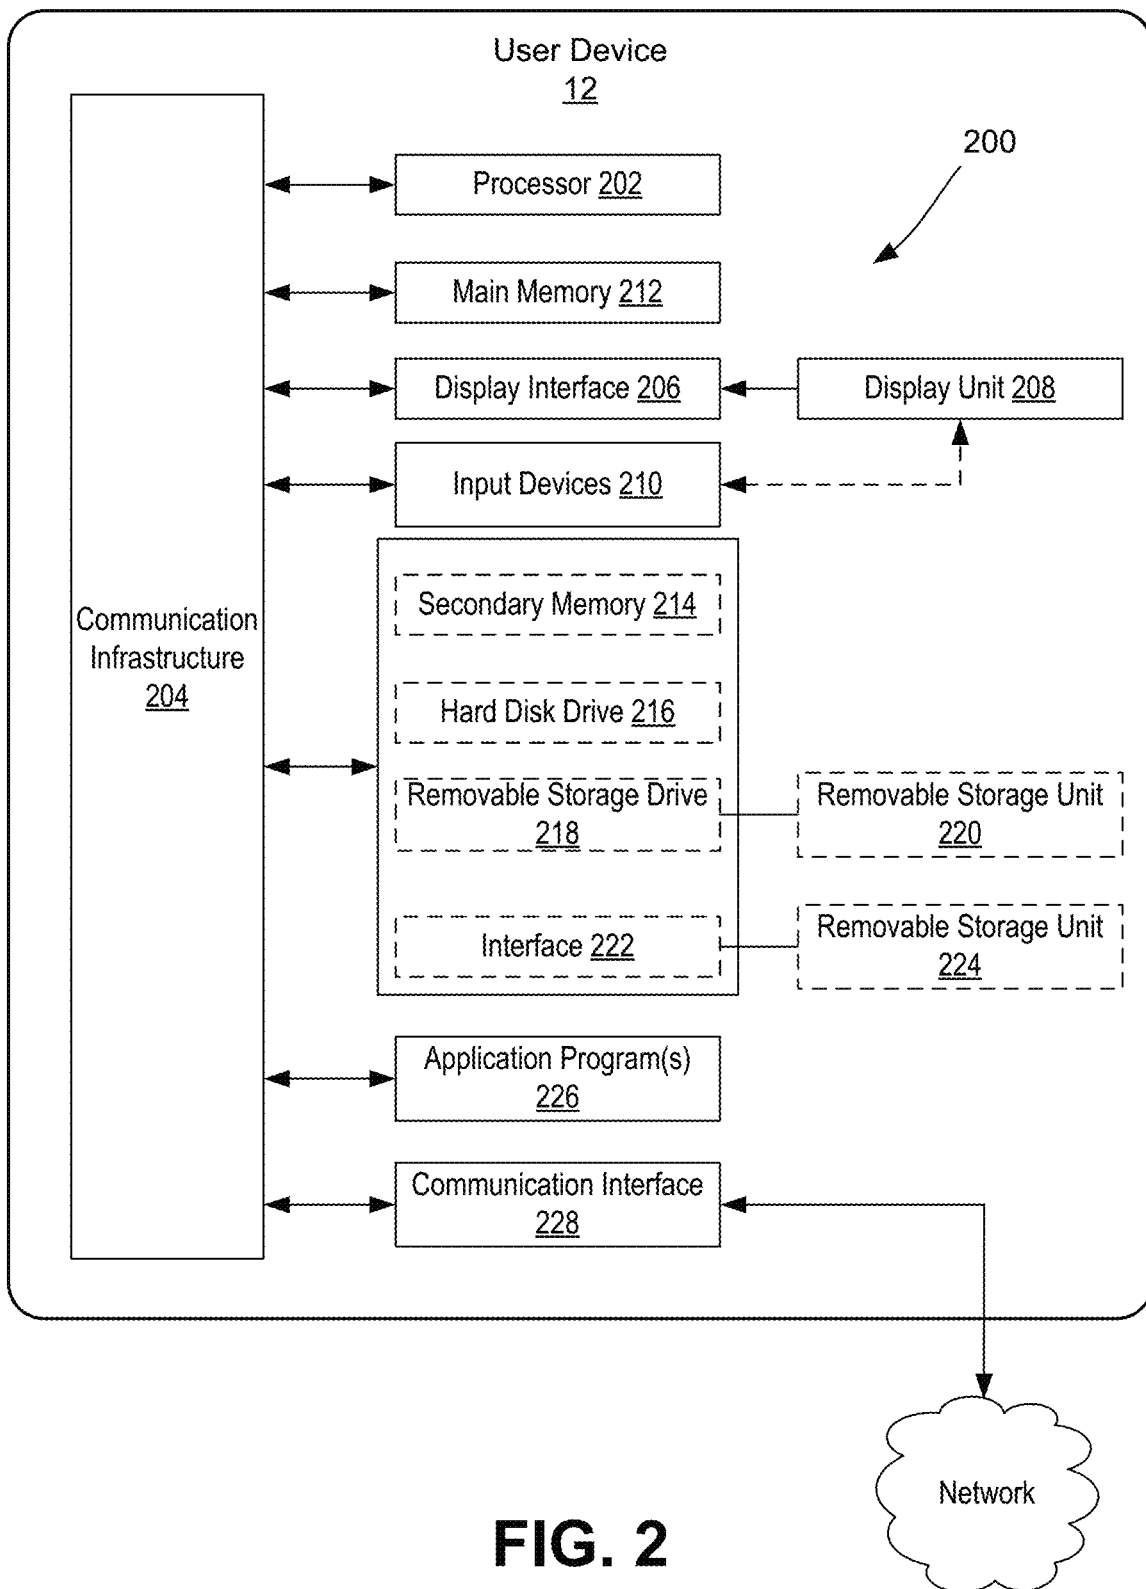 User Device
12
200
Processor 202
Main Memory 212
Display Interface 206
Display Unit 208
Input Devices 210
Communication
Infrastructure
204
Secondary Memory 214
Hard Disk Drive 216
Removable Storage Drive
218
Removable Storage Unit
220
Interface 222
Removable Storage Unit
224
Application Program(s)
226
Communication Interface
228
Network
FIG. 2